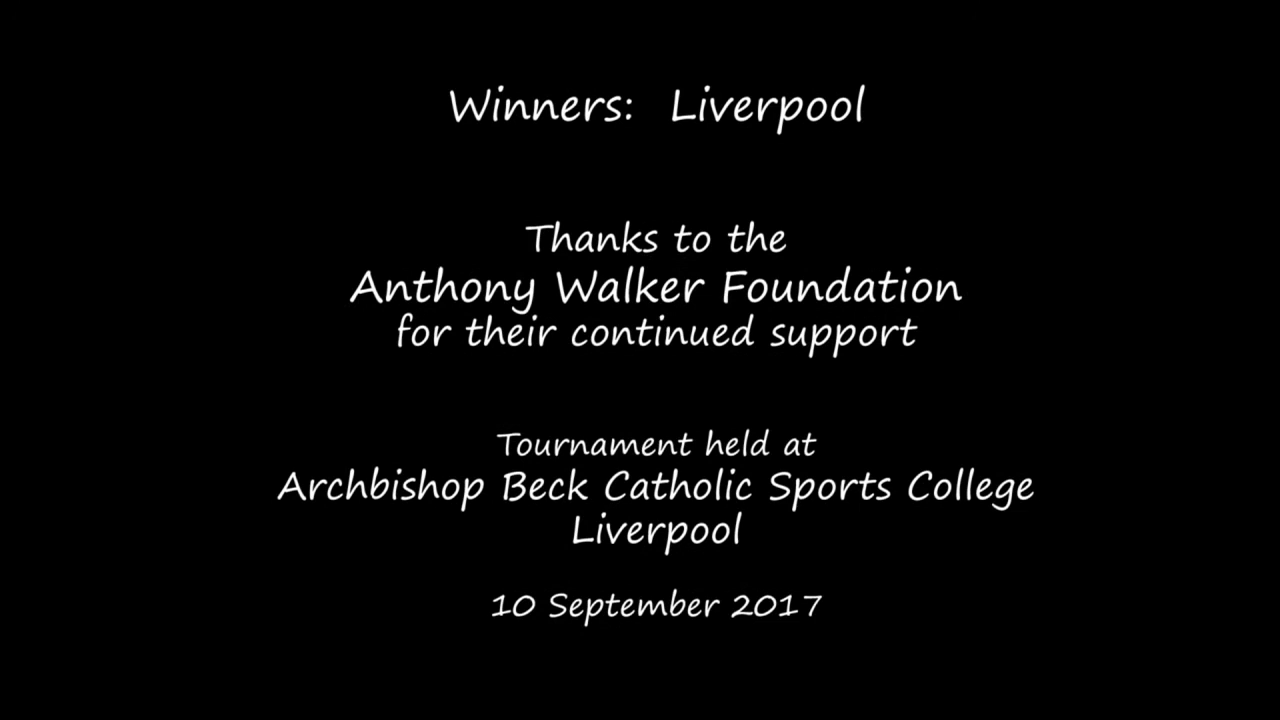 Winners: Liverpool
Thanks to the
Anthony Walker Foundation
for their continued support
Tournament held at
Archbishop Beck Catholic Sports College
Liverpool
10 September 2017